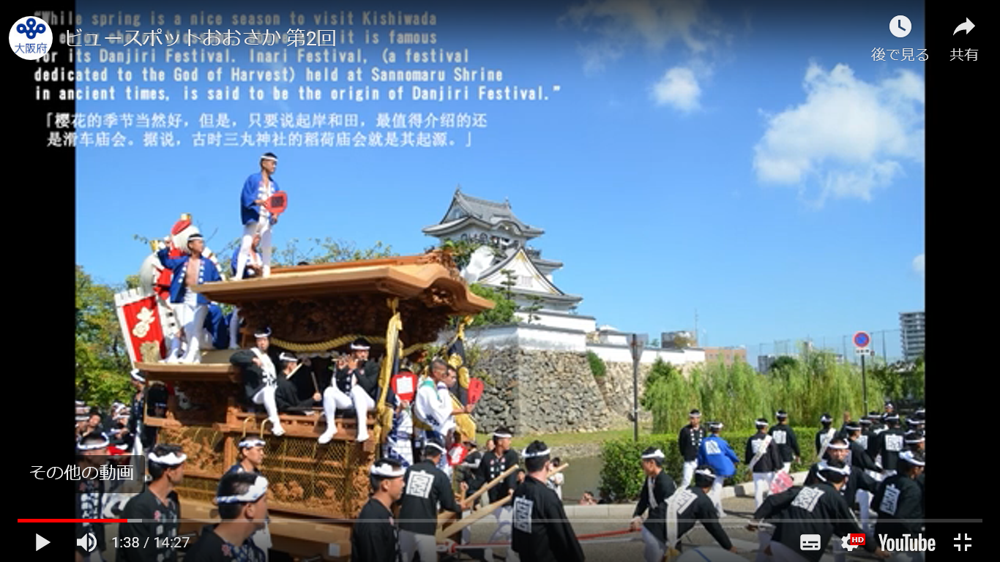 "While spring is a nice season to visit Kishiwada
it is famous
for its Danjiri Festival. Inari Festival, (a festival
dedicated to the God of Harvest) held at Sannomaru Shrine
in ancient times, is said to be the origin of Danjiri Festival."
大阪府
ビュースポットおおさか 第2回
後で見る
共有
「樱花的季节当然好，但是，只要说起岸和田，最值得介绍的还
是滑车庙会。据说，古时三丸神社的稻荷庙会就是其起源。」
その他の動画
1:38 / 14:27
HD
YouTube